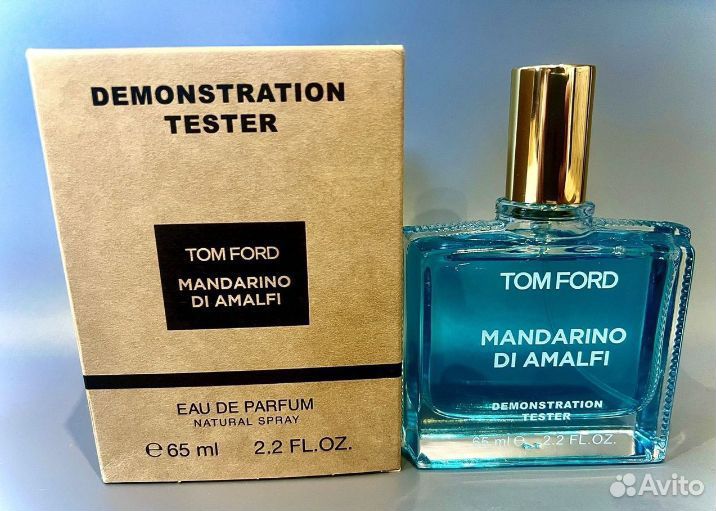 DEMONSTRATION
TESTER
TOM FORD
MANDARINO
DI AMALFI
EAU DE PARFUM
NATURAL SPRAY
℮ 65 ml 2.2 FL.OZ.
TOM FORD
MANDARINO
DI AMALFI
DEMONSTRATION
TESTER
65 ml ℮ 2.2 FL.OZ.
Avito